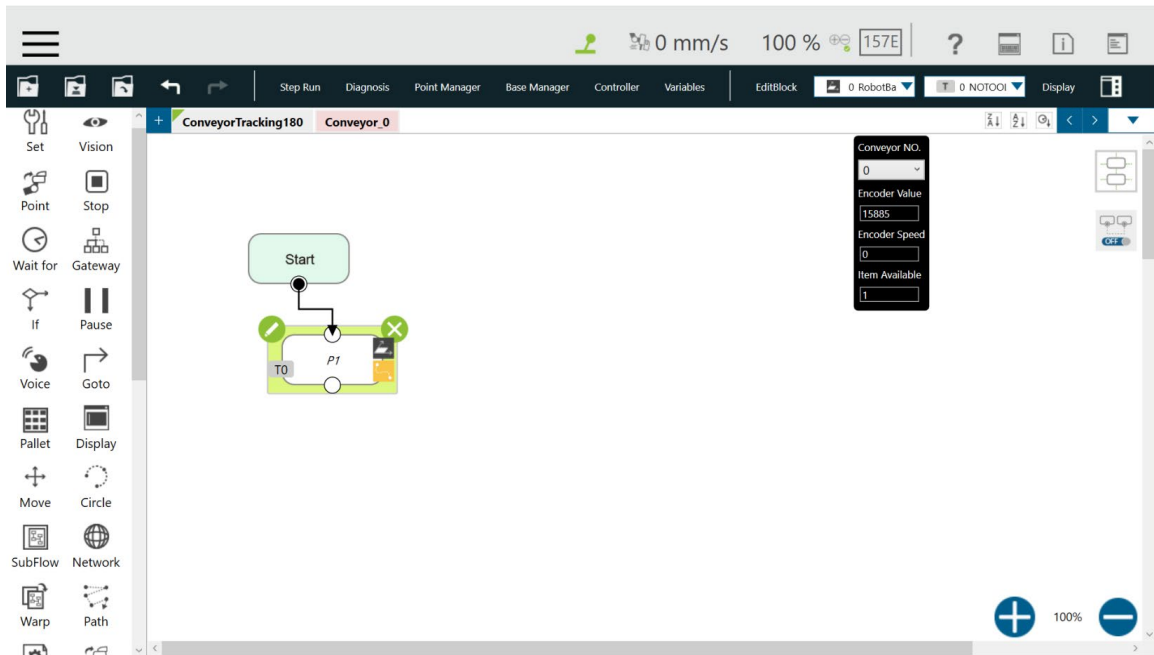 0 mm/s 100 % 157E ? i
Step Run Diagnosis Point Manager Base Manager Controller Variables EditBlock 0 RobotBa T 0 NOTOOL Display
+ ConveyorTracking180 Conveyor_0
Set Vision
Point Stop
Wait for Gateway
If Pause
Voice Goto
Pallet Display
Move Circle
SubFlow Network
Warp Path
Start
T0 P1
Conveyor NO.
0
Encoder Value
15885
Encoder Speed
0
Item Available
1
OFF
100%